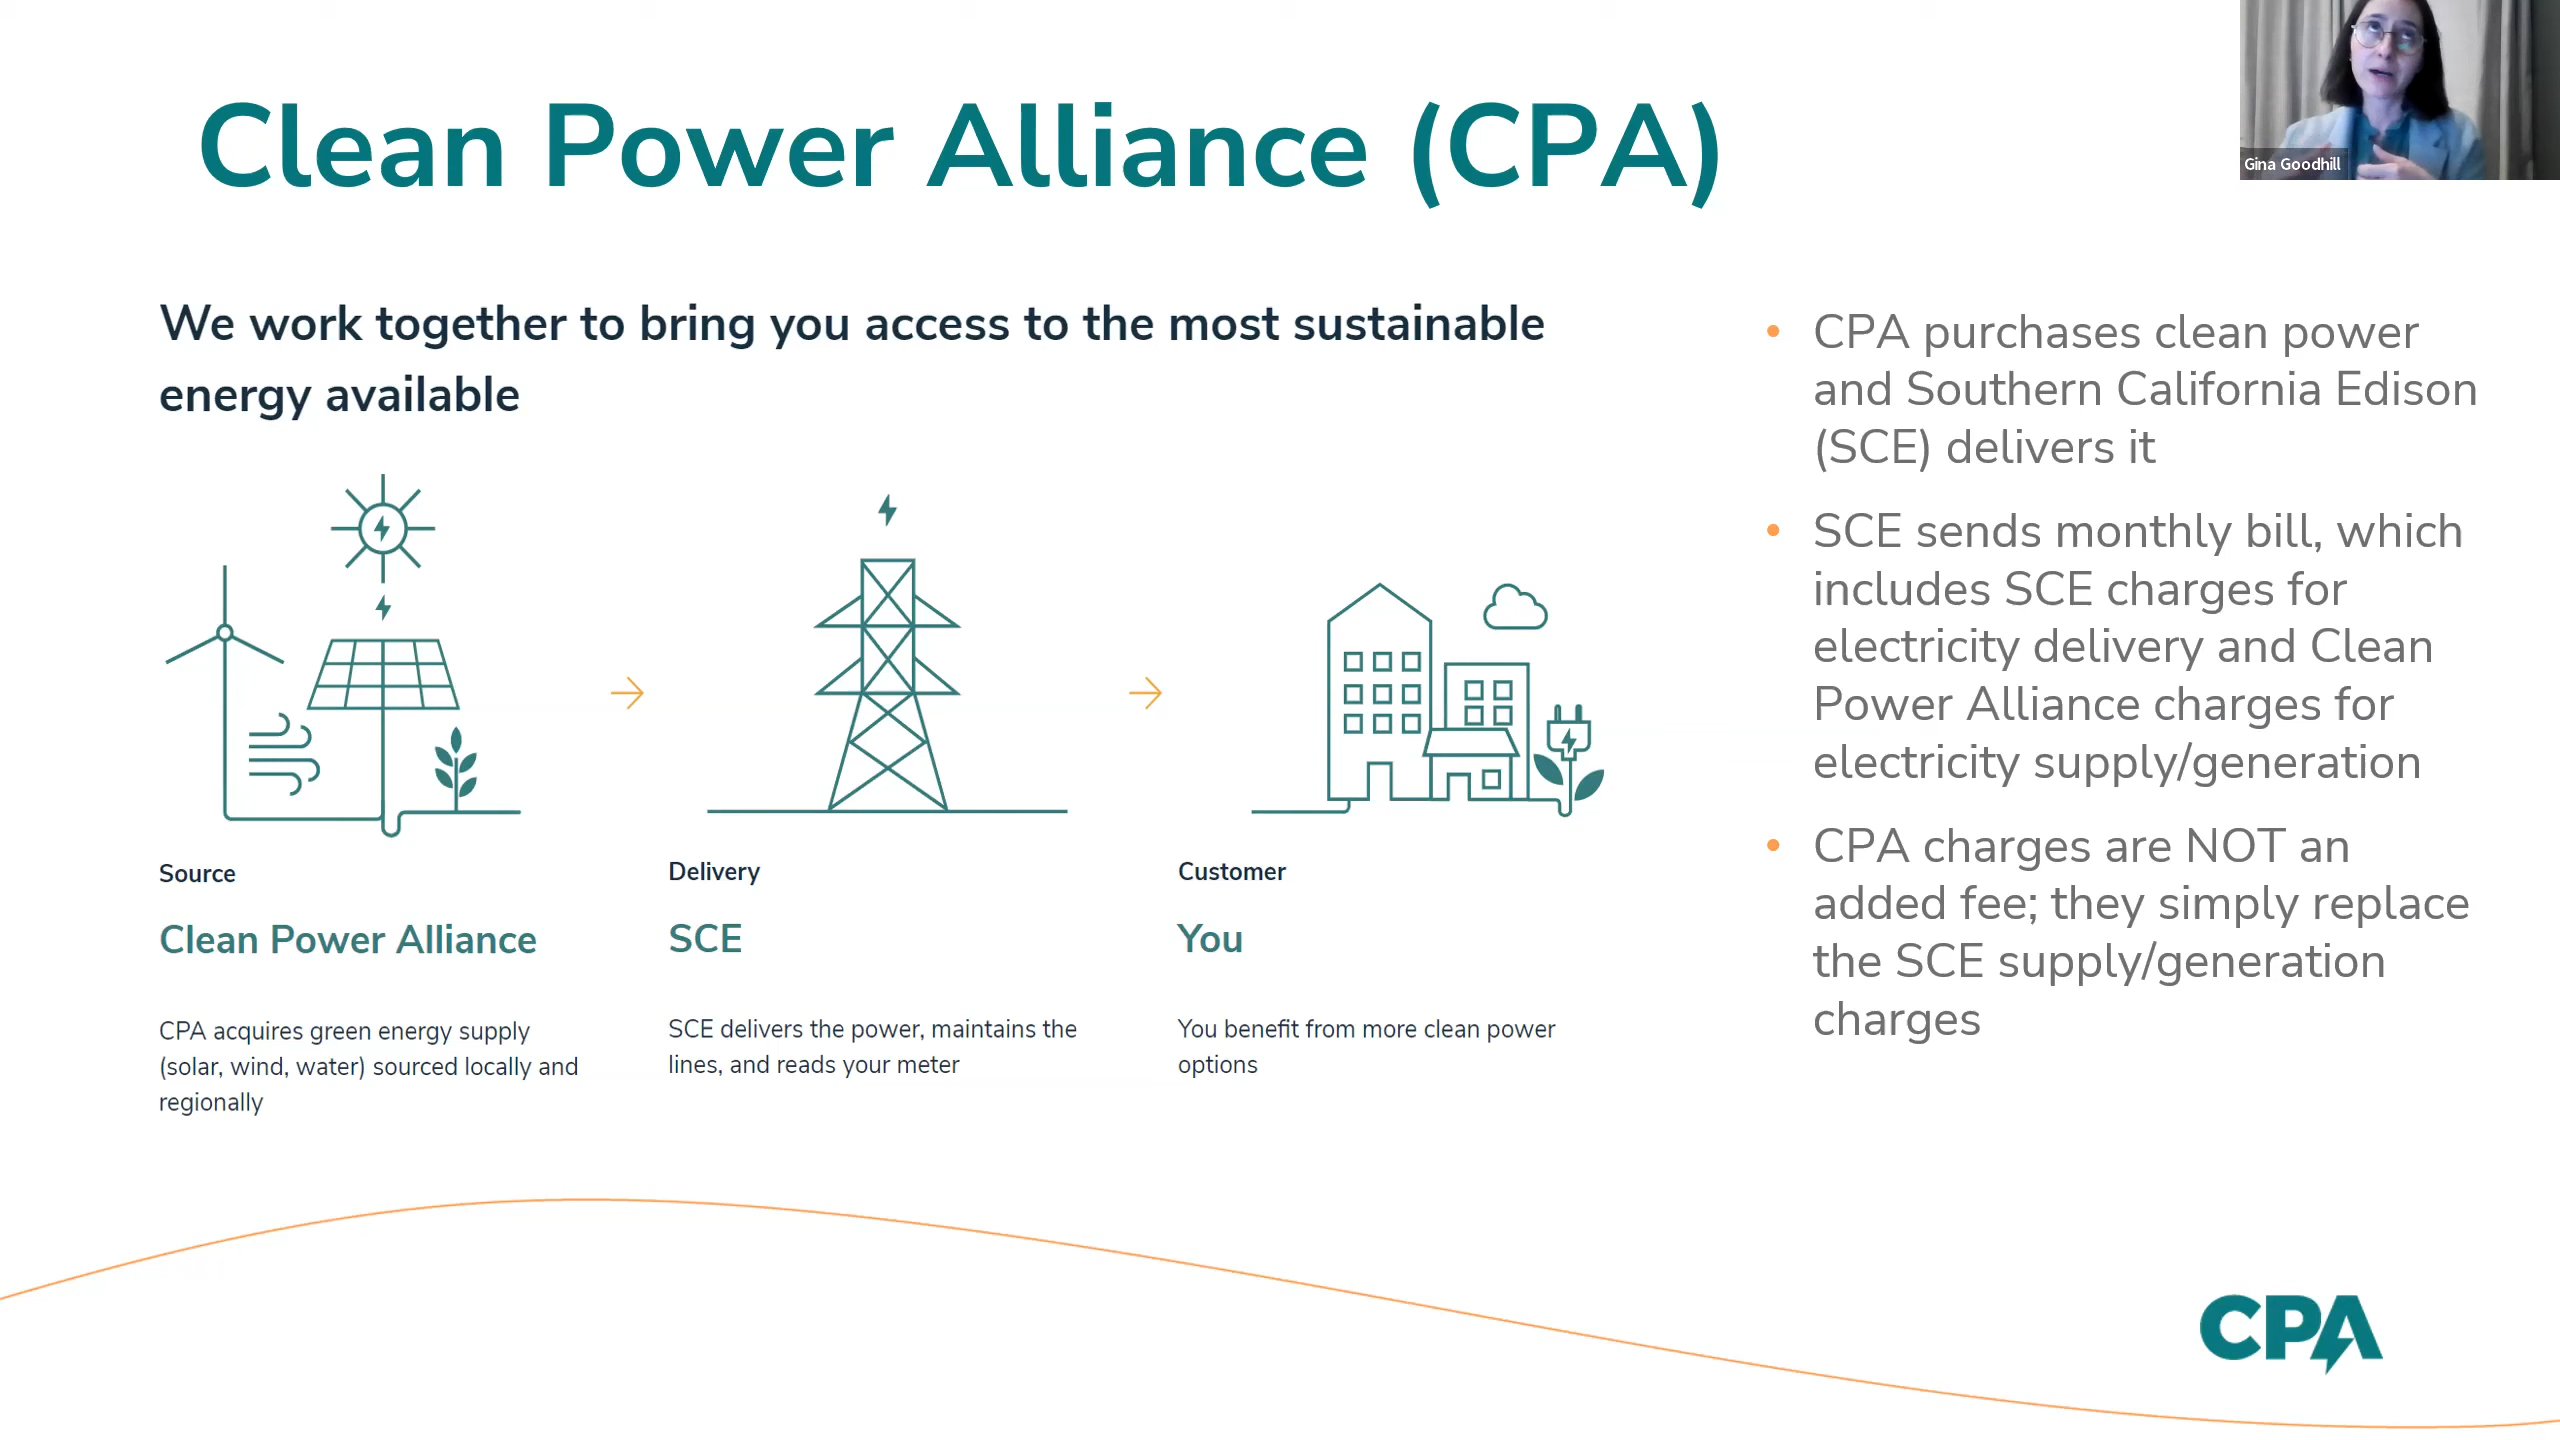 Clean Power Alliance (CPA)
Gina Goodhill
We work together to bring you access to the most sustainable
energy available
Source
Clean Power Alliance
CPA acquires green energy supply
(solar, wind, water) sourced locally and
regionally
Delivery
SCE
SCE delivers the power, maintains the
lines, and reads your meter
Customer
You
You benefit from more clean power
options
• CPA purchases clean power
and Southern California Edison
(SCE) delivers it
• SCE sends monthly bill, which
includes SCE charges for
electricity delivery and Clean
Power Alliance charges for
electricity supply/generation
• CPA charges are NOT an
added fee; they simply replace
the SCE supply/generation
charges
CPA